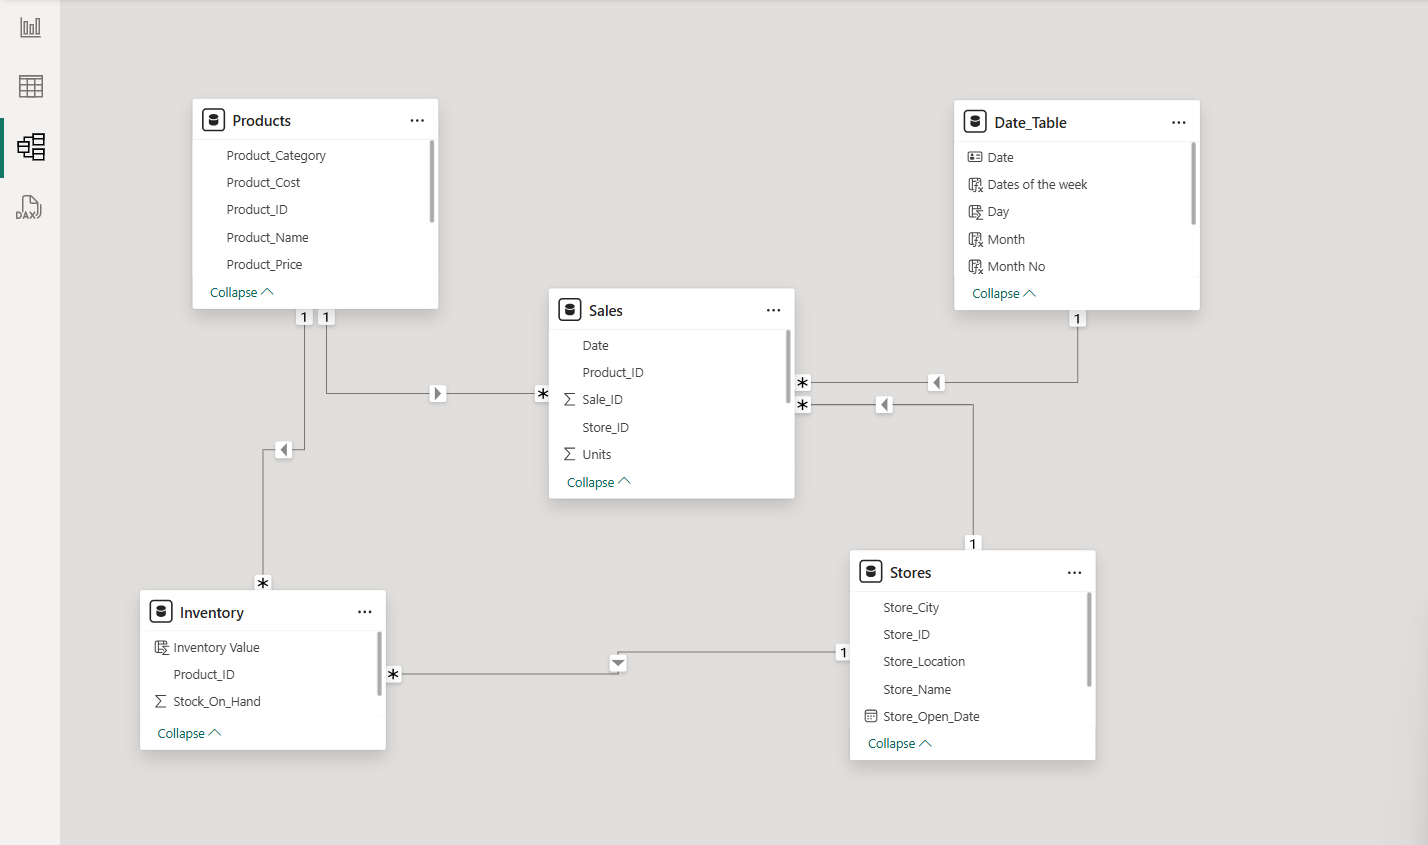 Products
Product_Category
Product_Cost
Product_ID
Product_Name
Product_Price
Collapse
1
1
Date_Table
Date
Dates of the week
Day
Month
Month No
Collapse
1
Sales
Date
Product_ID
Sale_ID
Store_ID
Units
Collapse
*
*
*
Inventory
Inventory Value
Product_ID
Stock_On_Hand
Collapse
*
*
Stores
Store_City
Store_ID
Store_Location
Store_Name
Store_Open_Date
Collapse
1
1
DAX